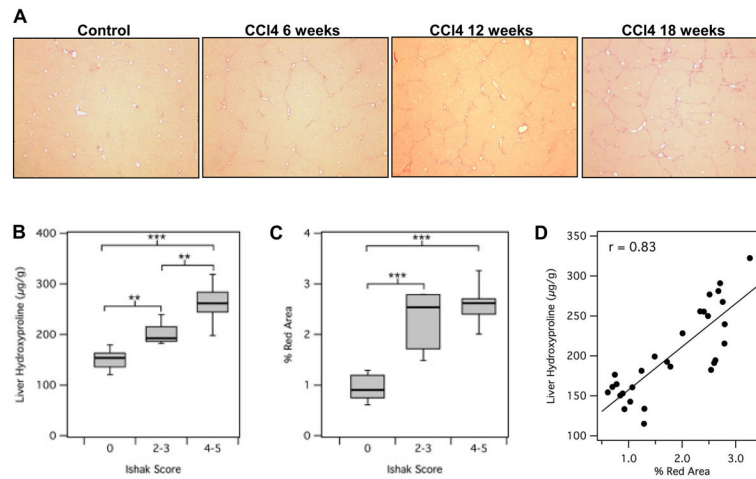 A
Control
CCl4 6 weeks
CCl4 12 weeks
CCl4 18 weeks
B
400
300
200
100
0
Liver Hydroxyproline (µg/g)
***
**
**
0
2-3
4-5
Ishak Score
C
4
3
2
1
0
% Red Area
***
***
0
2-3
4-5
Ishak Score
D
r = 0.83
350
300
250
200
150
100
Liver Hydroxyproline (µg/g)
1.0
2.0
3.0
% Red Area